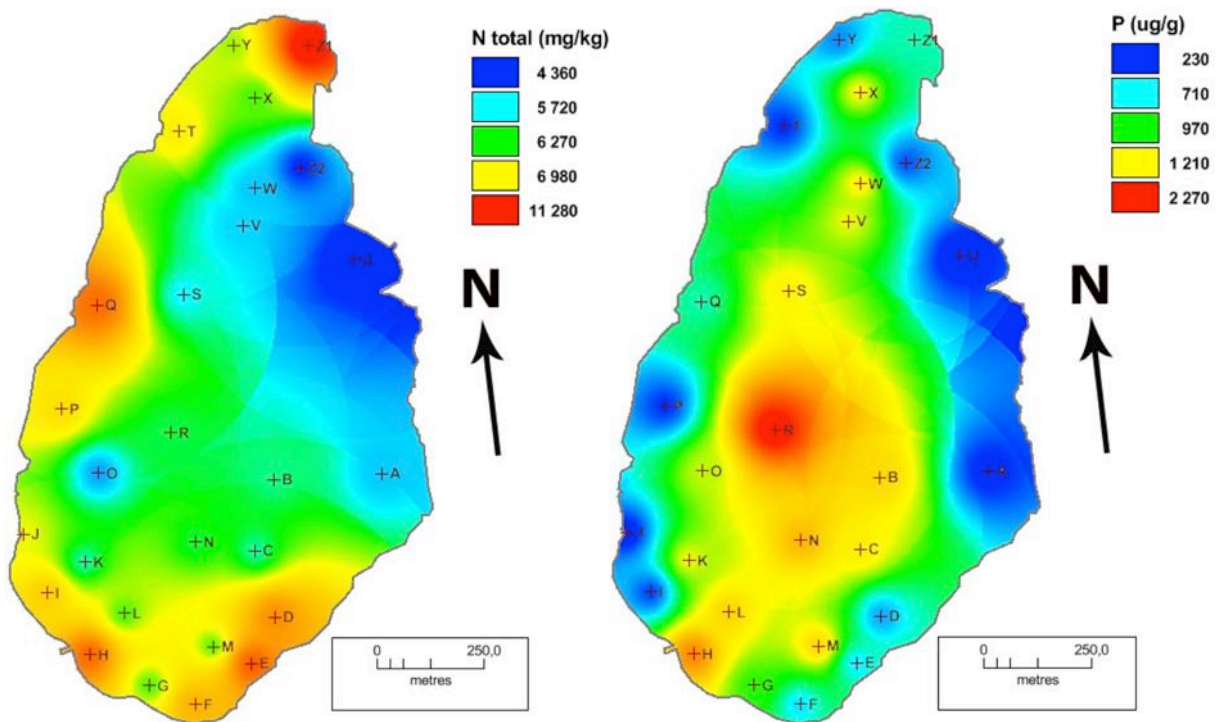 N total (mg/kg)
4 360
5 720
6 270
6 980
11 280
N
Y
Z1
X
T
Z2
W
V
U
Q
S
P
R
O
B
A
J
N
C
K
I
L
D
H
M
E
G
F
0
250,0
metres
P (ug/g)
230
710
970
1 210
2 270
N
Y
Z1
X
T
Z2
W
V
U
S
Q
P
R
O
B
A
J
N
C
K
I
L
D
H
M
E
G
F
0
250,0
metres